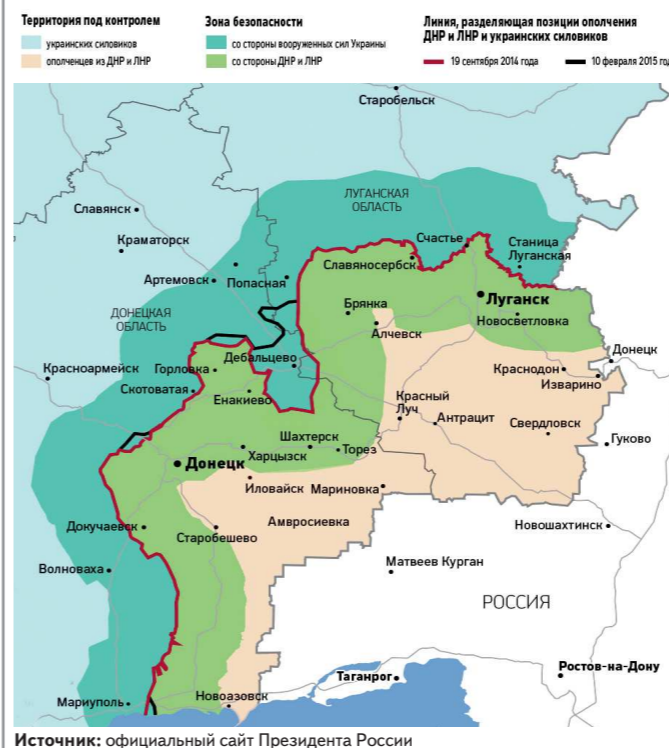 Территория под контролем
украинских силовиков
ополченцев из ДНР и ЛНР
Зона безопасности
со стороны вооруженных сил Украины
со стороны ДНР и ЛНР
Линия, разделяющая позиции ополчения
ДНР и ЛНР и украинских силовиков
19 сентября 2014 года
10 февраля 2015 го
Старобельск
ЛУГАНСКАЯ
ОБЛАСТЬ
Славянск
Краматорск
Счастье
Станица
Луганская
Славяносербск
Артемовск
Попасная
Луганск
Брянка
Новосветловка
ДОНЕЦКАЯ
ОБЛАСТЬ
Алчевск
Дебальцево
Донецк
Красноармейск
Горловка
Краснодон
Изварино
Скотоватая
Енакиево
Красный
Луч
Антрацит
Свердловск
Гуково
Шахтерск
Харцызск
Торез
Донецк
Иловайск
Мариновка
Амвросиевка
Новошахтинск
Докучаевск
Старобешево
Волноваха
Матвеев Курган
РОССИЯ
Ростов-на-Дону
Таганрог
Мариуполь
Новоазовск
Источник: официальный сайт Президента России